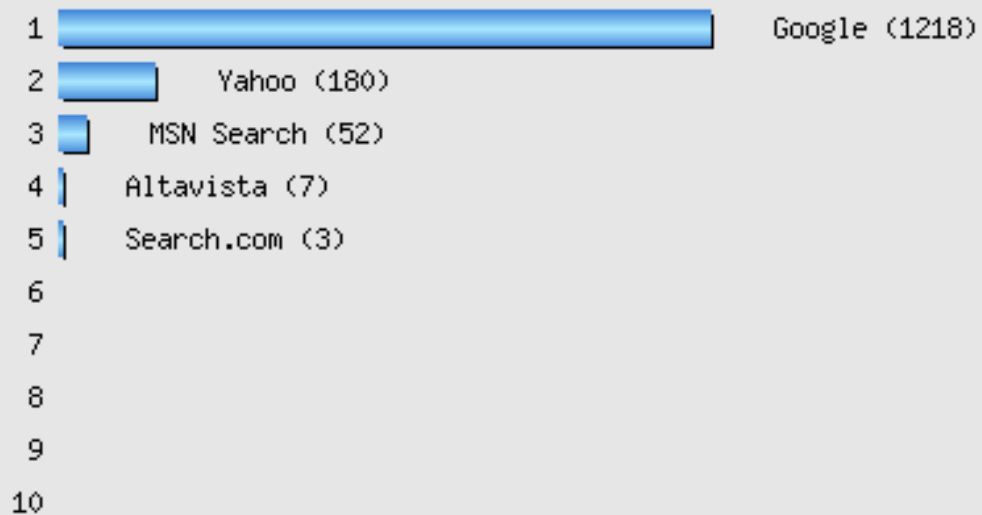 1 Google (1218)
2 Yahoo (180)
3 MSN Search (52)
4 Altavista (7)
5 Search.com (3)
6
7
8
9
10